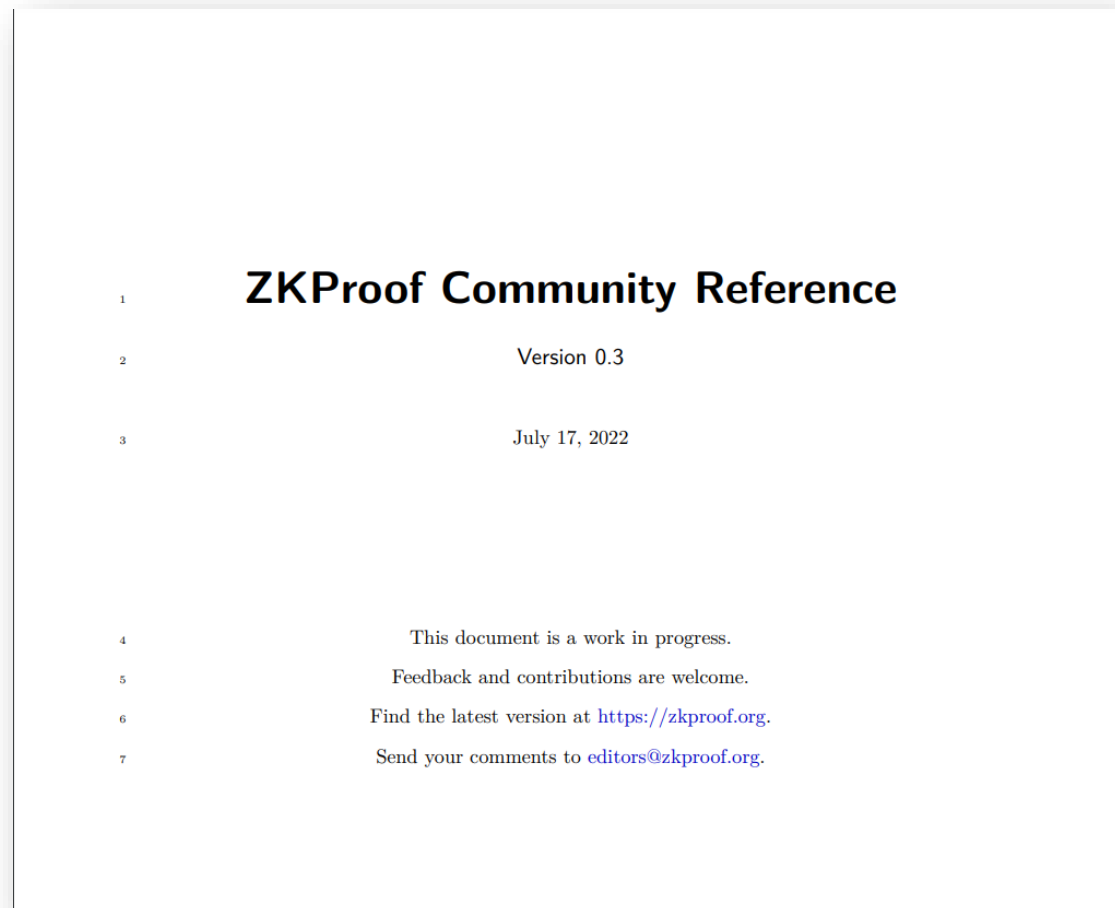 1 ZKProof Community Reference
2 Version 0.3
3 July 17, 2022
4 This document is a work in progress.
5 Feedback and contributions are welcome.
6 Find the latest version at https://zkproof.org.
7 Send your comments to editors@zkproof.org.